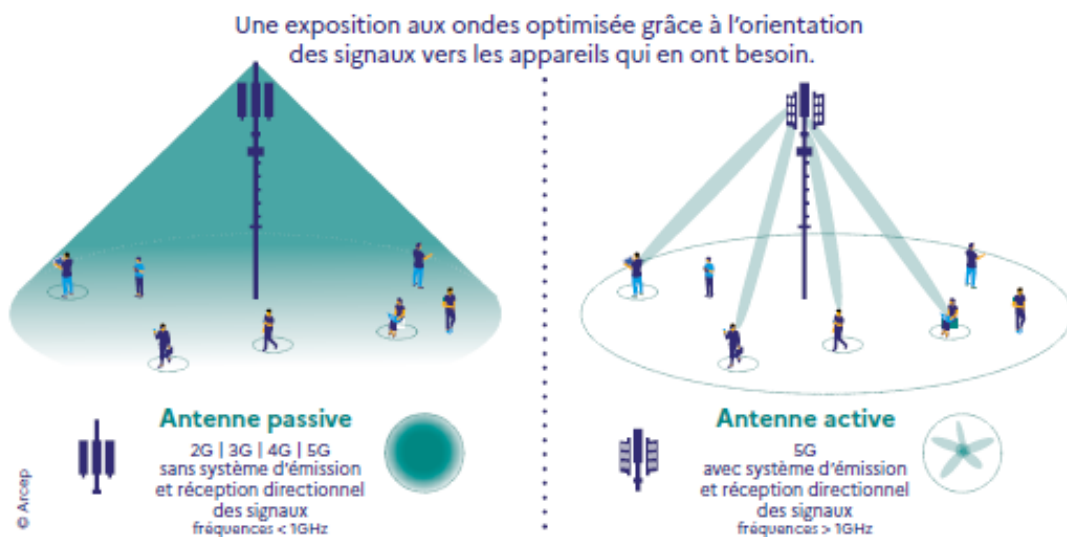 Une exposition aux ondes optimisée grâce à l'orientation
des signaux vers les appareils qui en ont besoin.
Antenne passive
2G | 3G | 4G | 5G
sans système d'émission
et réception directionnel
des signaux
fréquences < 1GHz
Antenne active
5G
avec système d'émission
et réception directionnel
des signaux
fréquences > 1GHz
© Arcep